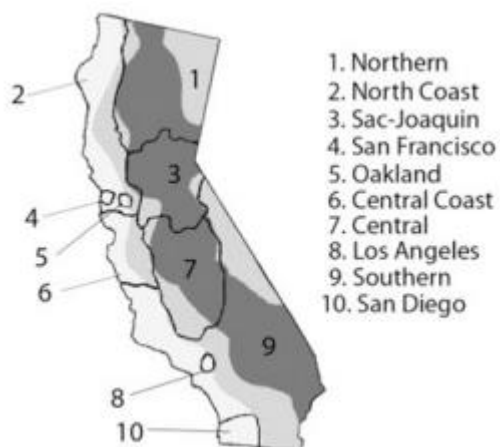 1
2
3
4
5
6
7
8
9
10
1. Northern
2. North Coast
3. Sac-Joaquin
4. San Francisco
5. Oakland
6. Central Coast
7. Central
8. Los Angeles
9. Southern
10. San Diego